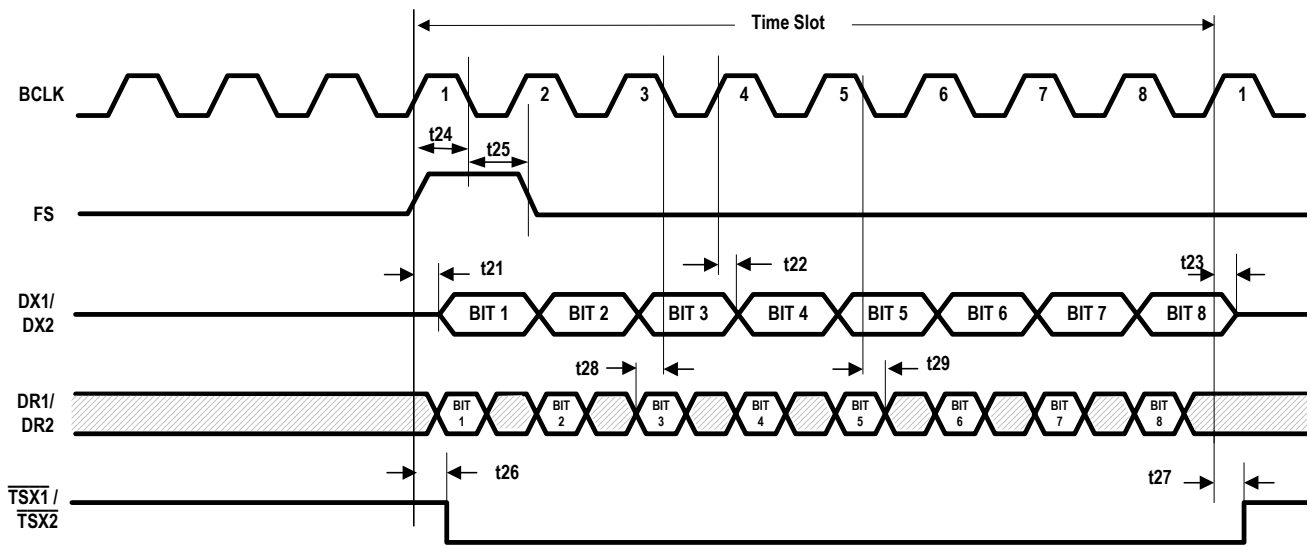 Time Slot
BCLK
1 2 3 4 5 6 7 8 1
t24
t25
FS
t21
t22
t23
DX1/
DX2
BIT 1 BIT 2 BIT 3 BIT 4 BIT 5 BIT 6 BIT 7 BIT 8
t28
t29
DR1/
DR2
BIT BIT BIT BIT BIT BIT BIT BIT
1 2 3 4 5 6 7 8
t26
t27
TSX1 /
TSX2